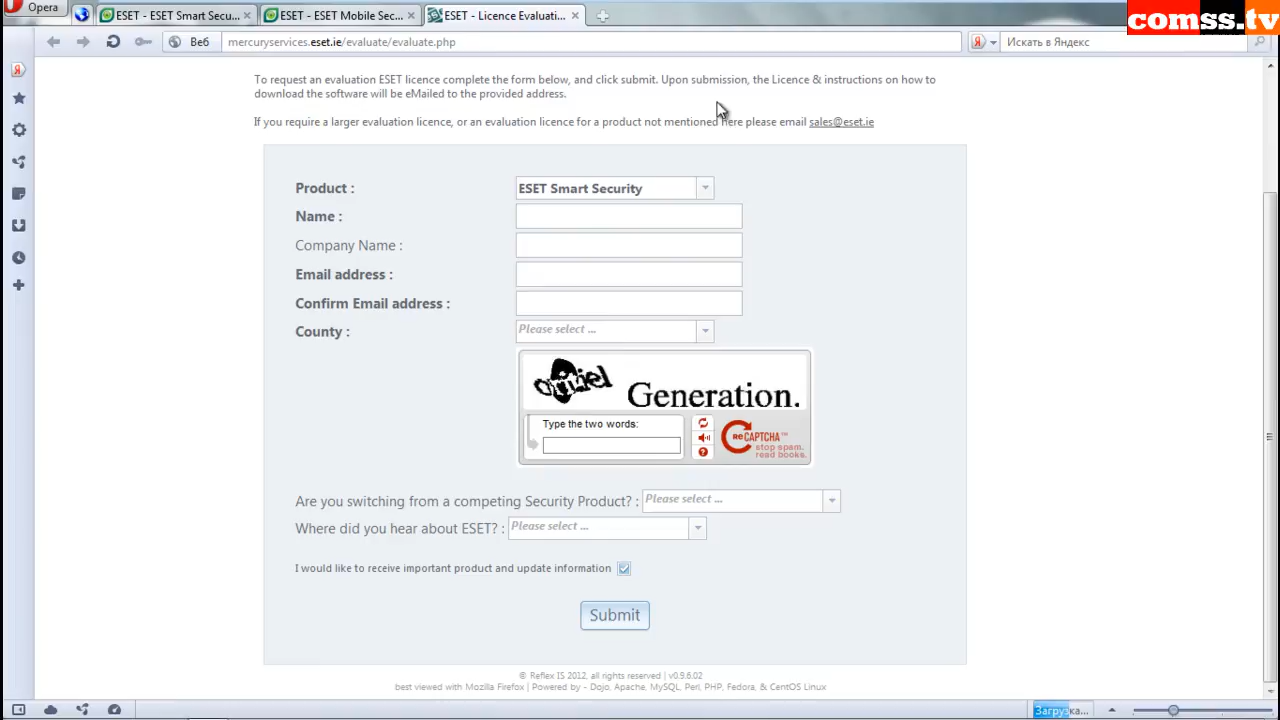 Opera
ESET - ESET Smart Secu...
ESET - ESET Mobile Sec...
ESET - Licence Evaluati...
comss.tv
Веб
mercuryservices.eset.ie/evaluate/evaluate.php
Искать в Яндекс
To request an evaluation ESET licence complete the form below, and click submit. Upon submission, the Licence & instructions on how to
download the software will be eMailed to the provided address.
If you require a larger evaluation licence, or an evaluation licence for a product not mentioned here please email sales@eset.ie
Product :
ESET Smart Security
Name :
Company Name :
Email address :
Confirm Email address :
County :
Please select ...
Generation.
Type the two words:
reCAPTCHA™
stop spam.
read books.
Are you switching from a competing Security Product? :
Please select ...
Where did you hear about ESET? :
Please select ...
I would like to receive important product and update information
Submit
© Reflex IS 2012, all rights reserved | v0.9.6.02
best viewed with Mozilla Firefox | Powered by - Dojo, Apache, MySQL, Perl, PHP, Fedora, & CentOS Linux
Загрузка...